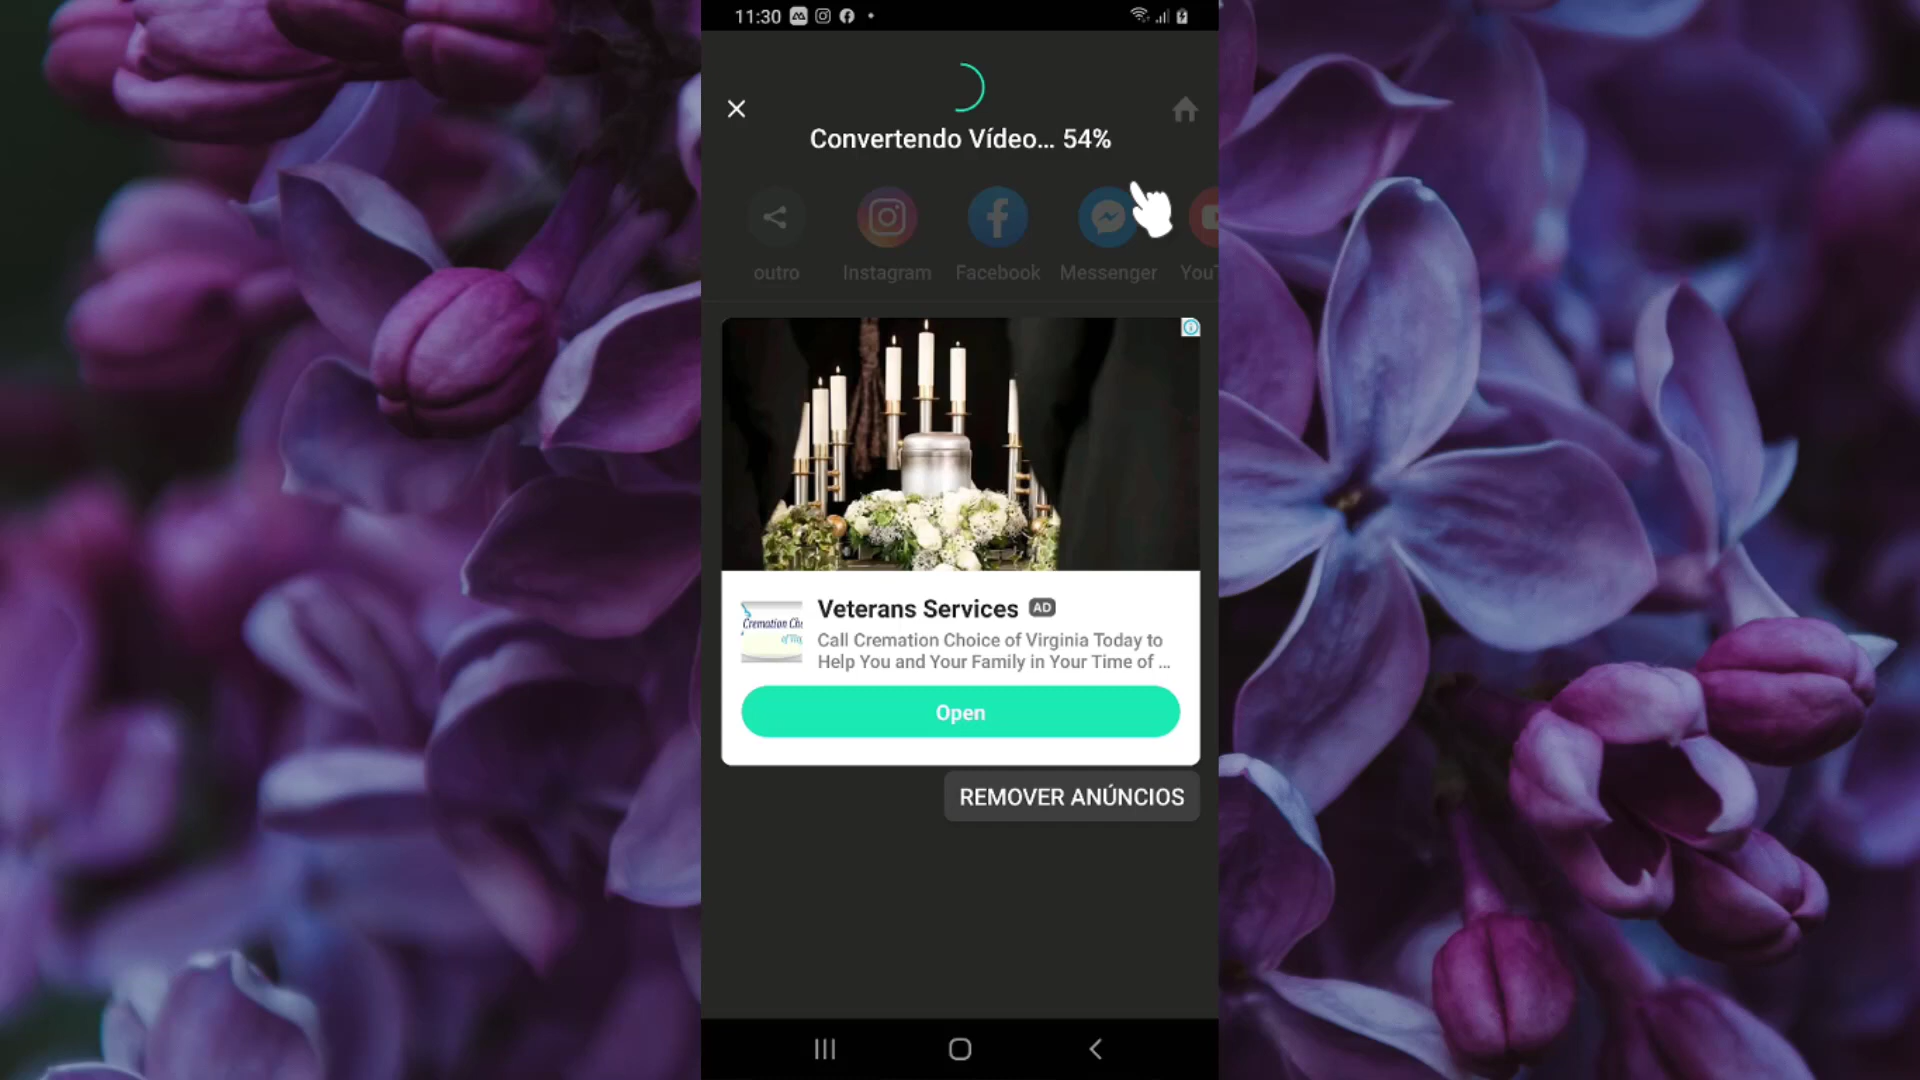 11:30
Convertendo Vídeo... 54%
outro
Instagram
Facebook
Messenger
Veterans Services AD
Call Cremation Choice of Virginia Today to
Help You and Your Family in Your Time of ...
Open
REMOVER ANÚNCIOS